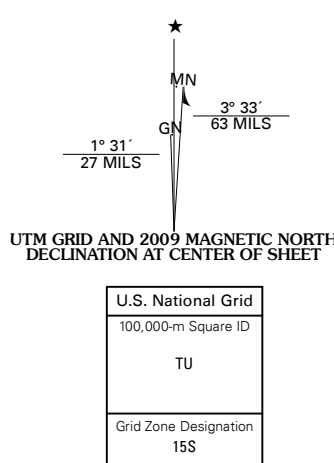 ★
MN
3° 33´
63 MILS
GN
1° 31´
27 MILS
UTM GRID AND 2009 MAGNETIC NORTH
DECLINATION AT CENTER OF SHEET
U.S. National Grid
100,000-m Square ID
TU
Grid Zone Designation
15S